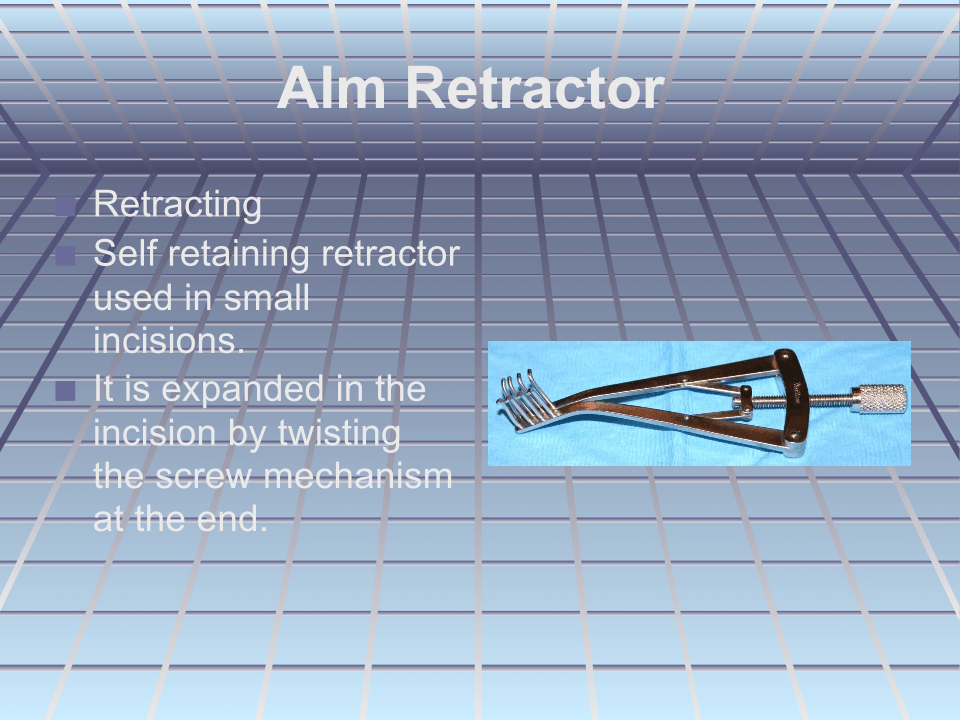 Alm Retractor
Retracting
Self retaining retractor
used in small
incisions.
It is expanded in the
incision by twisting
the screw mechanism
at the end.